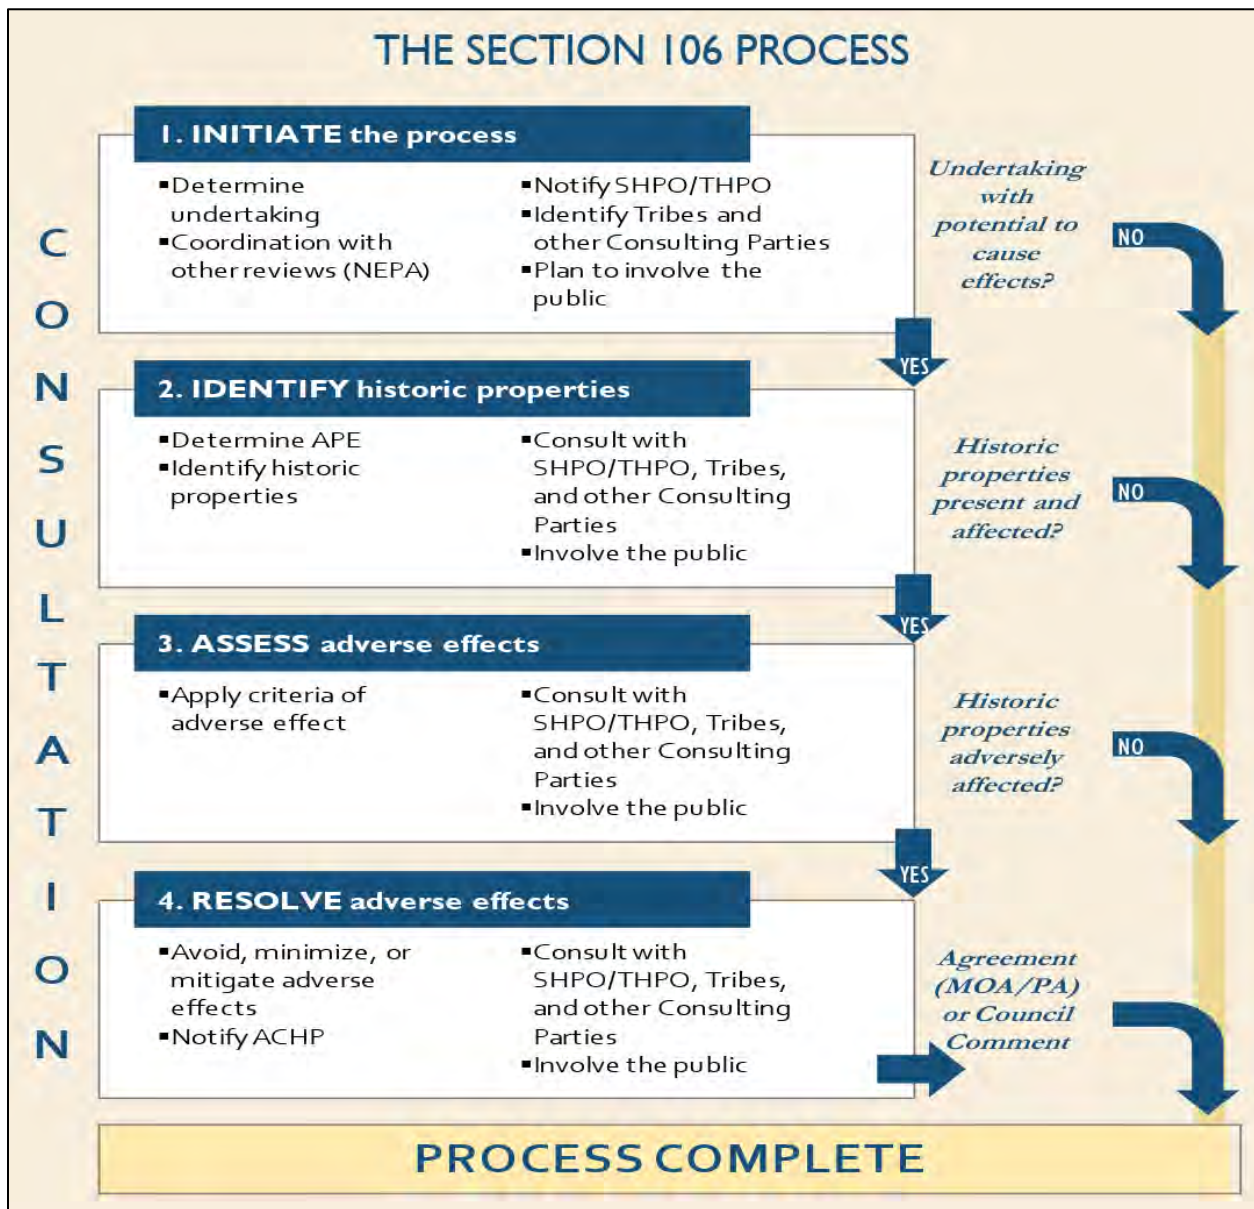 THE SECTION 106 PROCESS
CONSULTATION
1. INITIATE the process
▪Determine
undertaking
▪Coordination with
other reviews (NEPA)
▪Notify SHPO/THPO
▪Identify Tribes and
other Consulting Parties
▪Plan to involve the
public
Undertaking
with
potential to
cause
effects?
NO
YES
2. IDENTIFY historic properties
▪Determine APE
▪Identify historic
properties
▪Consult with
SHPO/THPO, Tribes,
and other Consulting
Parties
▪Involve the public
Historic
properties
present and
affected?
NO
YES
3. ASSESS adverse effects
▪Apply criteria of
adverse effect
▪Consult with
SHPO/THPO, Tribes,
and other Consulting
Parties
▪Involve the public
Historic
properties
adversely
affected?
NO
YES
4. RESOLVE adverse effects
▪Avoid, minimize, or
mitigate adverse
effects
▪Notify ACHP
▪Consult with
SHPO/THPO, Tribes,
and other Consulting
Parties
▪Involve the public
Agreement
(MOA/PA)
or Council
Comment
PROCESS COMPLETE